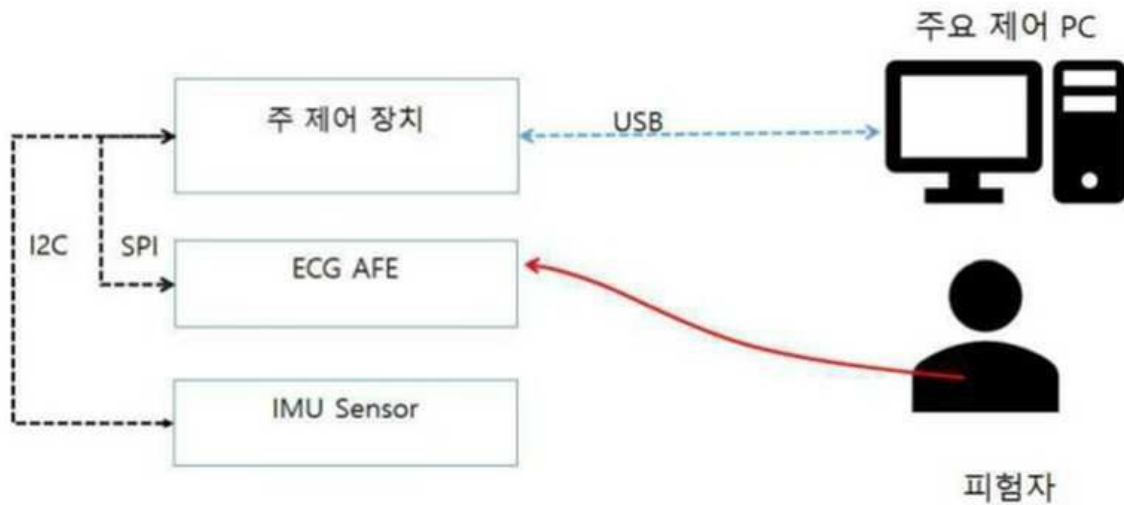 주요 제어 PC
주 제어 장치
USB
I2C
SPI
ECG AFE
IMU Sensor
피험자